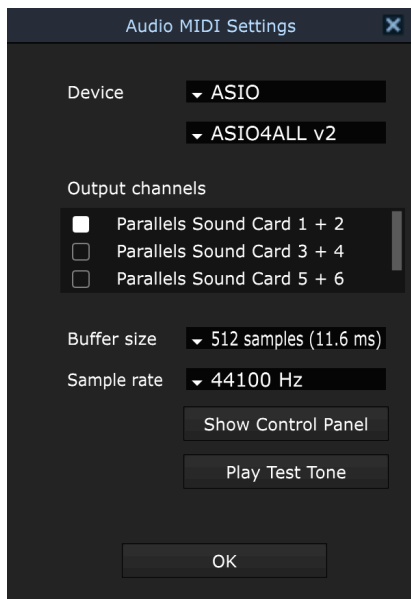 Audio MIDI Settings
Device ASIO
ASIO4ALL v2
Output channels
Parallels Sound Card 1 + 2
Parallels Sound Card 3 + 4
Parallels Sound Card 5 + 6
Buffer size 512 samples (11.6 ms)
Sample rate 44100 Hz
Show Control Panel
Play Test Tone
OK